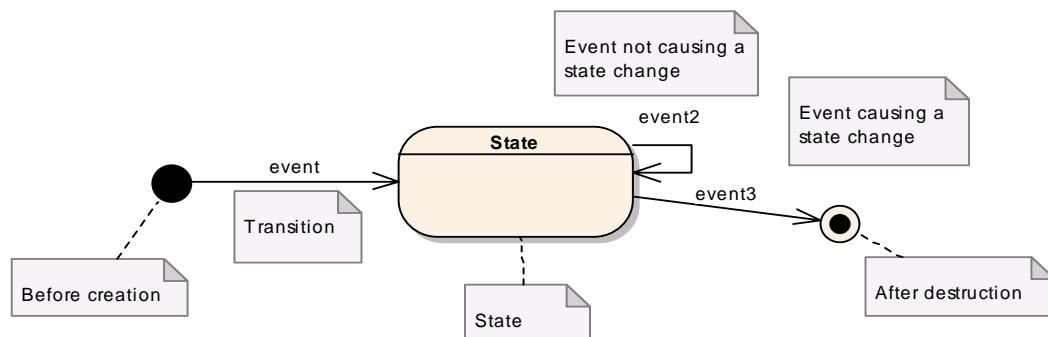 Event not causing a
state change
Event causing a
state change
event2
State
event
event3
Transition
Before creation
State
After destruction